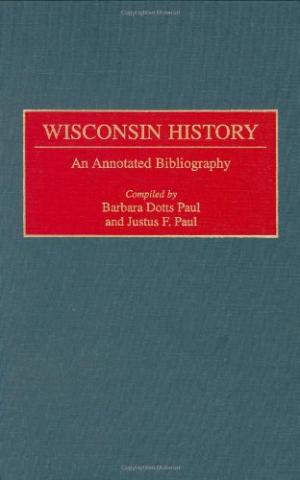 WISCONSIN HISTORY
An Annotated Bibliography
Compiled by
Barbara Dotts Paul
and Justus F. Paul